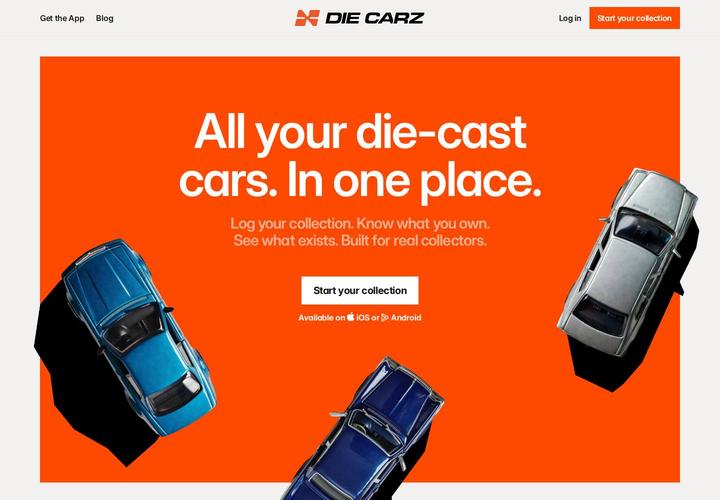 Get the App
Blog
DIE CARZ
Log in
Start your collection
All your die-cast
cars. In one place.
Log your collection. Know what you own.
See what exists. Built for real collectors.
Start your collection
Available on iOS or Android